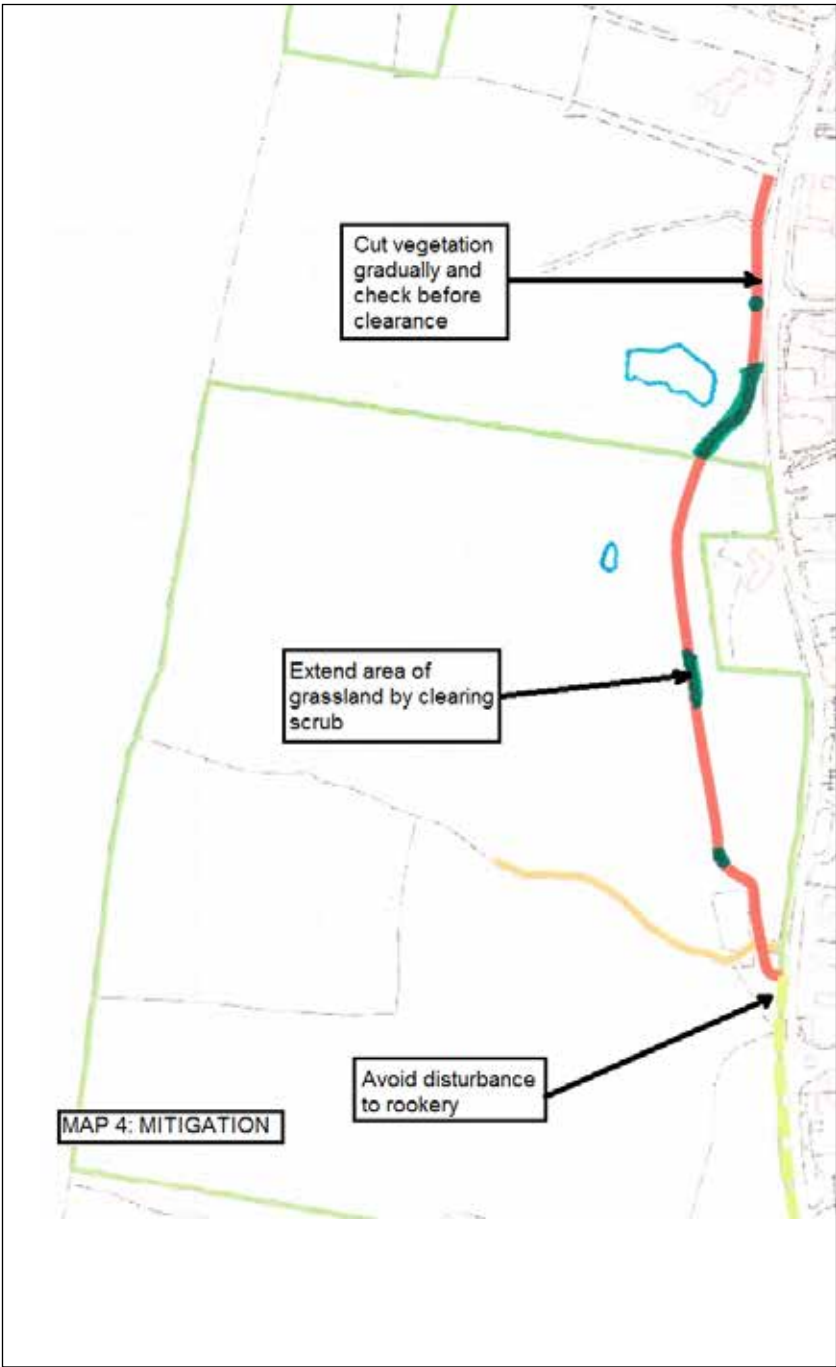 Cut vegetation
gradually and
check before
clearance
Extend area of
grassland by clearing
scrub
Avoid disturbance
to rookery
MAP 4: MITIGATION